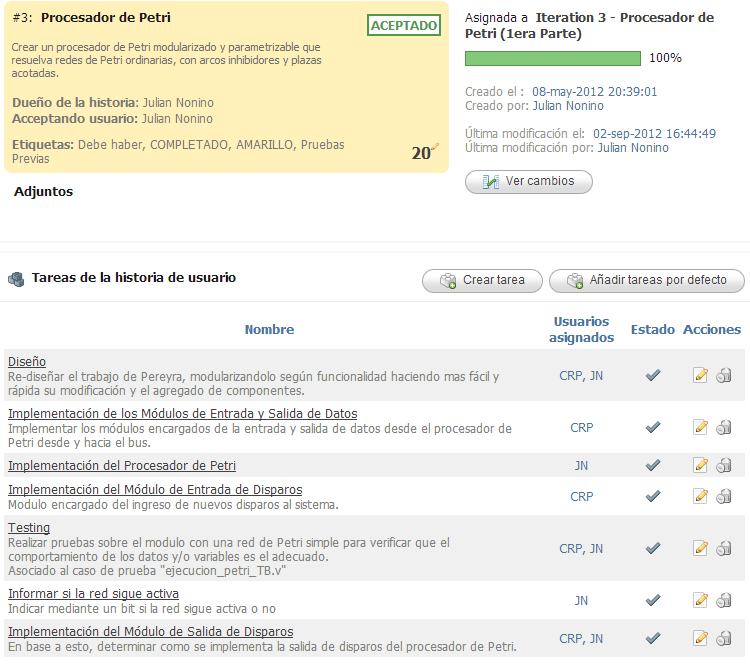 #3: Procesador de Petri
ACEPTADO
Crear un procesador de Petri modularizado y parametrizable que
resuelva redes de Petri ordinarias, con arcos inhibidores y plazas
acotadas.
Dueño de la historia: Julian Nonino
Aceptando usuario: Julian Nonino
Etiquetas: Debe haber, COMPLETADO, AMARILLO, Pruebas
Previas
20
Adjuntos
Asignada a Iteration 3 - Procesador de
Petri (1era Parte)
100%
Creado el : 08-may-2012 20:39:01
Creado por: Julian Nonino
Última modificación el: 02-sep-2012 16:44:49
Última modificación por: Julian Nonino
Ver cambios
Tareas de la historia de usuario
Crear tarea
Añadir tareas por defecto
Nombre
Usuarios
asignados
Estado
Acciones
Diseño
Re-diseñar el trabajo de Pereyra, modularizandolo según funcionalidad haciendo mas fácil y
rápida su modificación y el agregado de componentes.
CRP, JN
Implementación de los Módulos de Entrada y Salida de Datos
Implementar los módulos encargados de la entrada y salida de datos desde el procesador de
Petri desde y hacia el bus.
CRP
Implementación del Procesador de Petri
JN
Implementación del Módulo de Entrada de Disparos
Modulo encargado del ingreso de nuevos disparos al sistema.
CRP
Testing
Realizar pruebas sobre el modulo con una red de Petri simple para verificar que el
comportamiento de los datos y/o variables es el adecuado.
Asociado al caso de prueba "ejecucion_petri_TB.v"
CRP, JN
Informar si la red sigue activa
Indicar mediante un bit si la red sigue activa o no
JN
Implementación del Módulo de Salida de Disparos
En base a esto, determinar como se implementa la salida de disparos del procesador de Petri.
CRP, JN